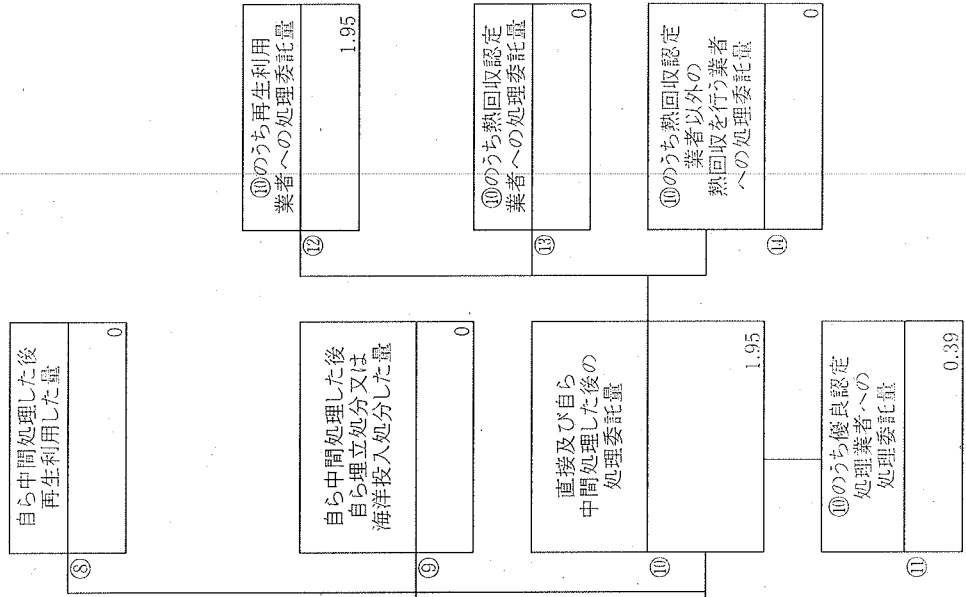 ⑧
自ら中間処理した後
再生利用した量
0
⑨
自ら中間処理した後
自ら埋立処分又は
海洋投入処分した量
0
⑩
直接及び自ら
中間処理した後の
処理委託量
1.95
⑪
⑩のうち優良認定
処理業者への
処理委託量
0.39
⑫
⑩のうち再生利用
業者への処理委託量
1.95
⑬
⑩のうち熱回収認定
業者への処理委託量
0
⑭
⑩のうち熱回収認定
業者以外の
熱回収を行う業者
への処理委託量
0